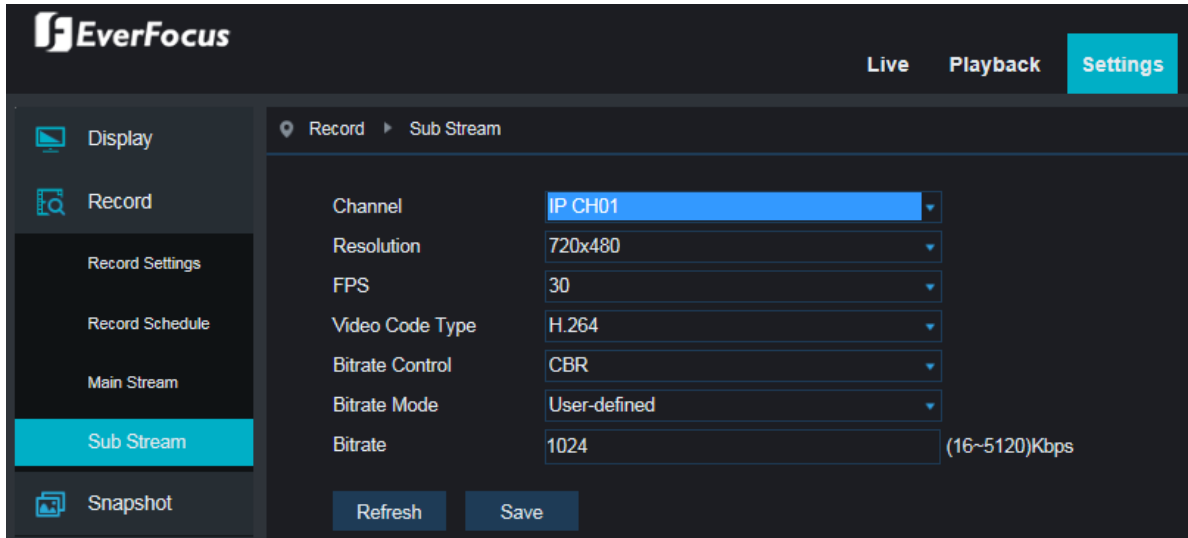 EverFocus
Live Playback Settings
Display
Record
Record Settings
Record Schedule
Main Stream
Sub Stream
Snapshot
Record Sub Stream
Channel IP CH01
Resolution 720x480
FPS 30
Video Code Type H.264
Bitrate Control CBR
Bitrate Mode User-defined
Bitrate 1024 (16~5120)Kbps
Refresh Save